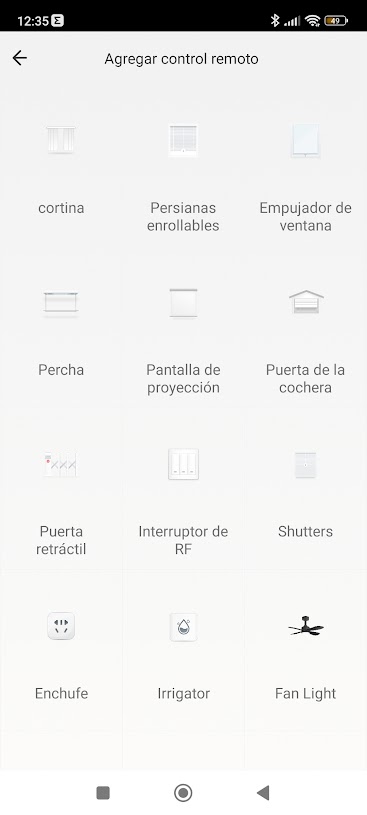 12:35 Σ 49
Agregar control remoto
cortina
Persianas
enrollables
Empujador de
ventana
Percha
Pantalla de
proyección
Puerta de la
cochera
Puerta
retráctil
Interruptor de
RF
Shutters
Enchufe
Irrigator
Fan Light